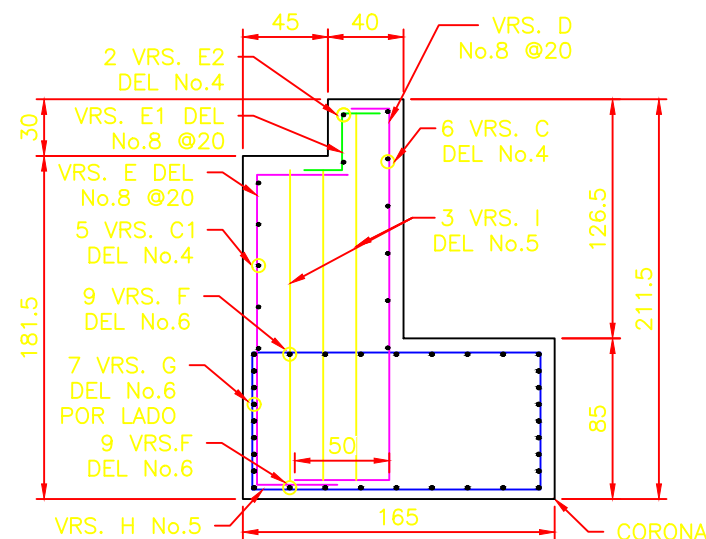 45
40
VRS. D
No.8 @20
2 VRS. E2
DEL No.4
VRS. E1 DEL
No.8 @20
30
6 VRS. C
DEL No.4
VRS. E DEL
No.8 @20
5 VRS. C1
DEL No.4
3 VRS. I
DEL No.5
126.5
211.5
181.5
9 VRS. F
DEL No.6
7 VRS. G
DEL No.6
POR LADO
85
9 VRS.F
DEL No.6
50
VRS. H No.5
165
CORONA